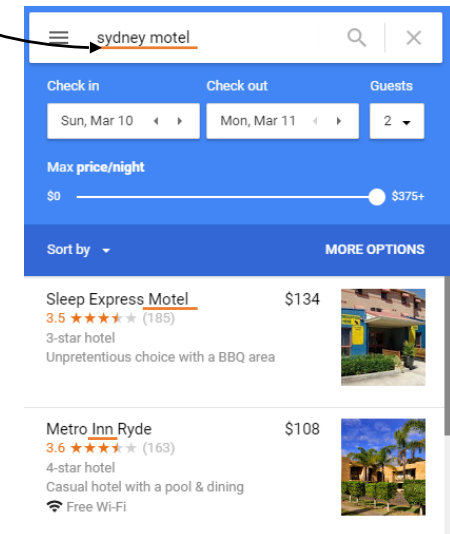 sydney motel
Check in Check out Guests
Sun, Mar 10 Mon, Mar 11 2
Max price/night
$0 $375+
Sort by MORE OPTIONS
Sleep Express Motel $134
3.5 (185)
3-star hotel
Unpretentious choice with a BBQ area
Metro Inn Ryde $108
3.6 (163)
4-star hotel
Casual hotel with a pool & dining
Free Wi-Fi